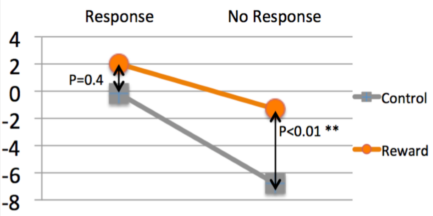 Response No Response
4
2
P=0.4
0
Control
-2
P<0.01 **
-4
Reward
-6
-8